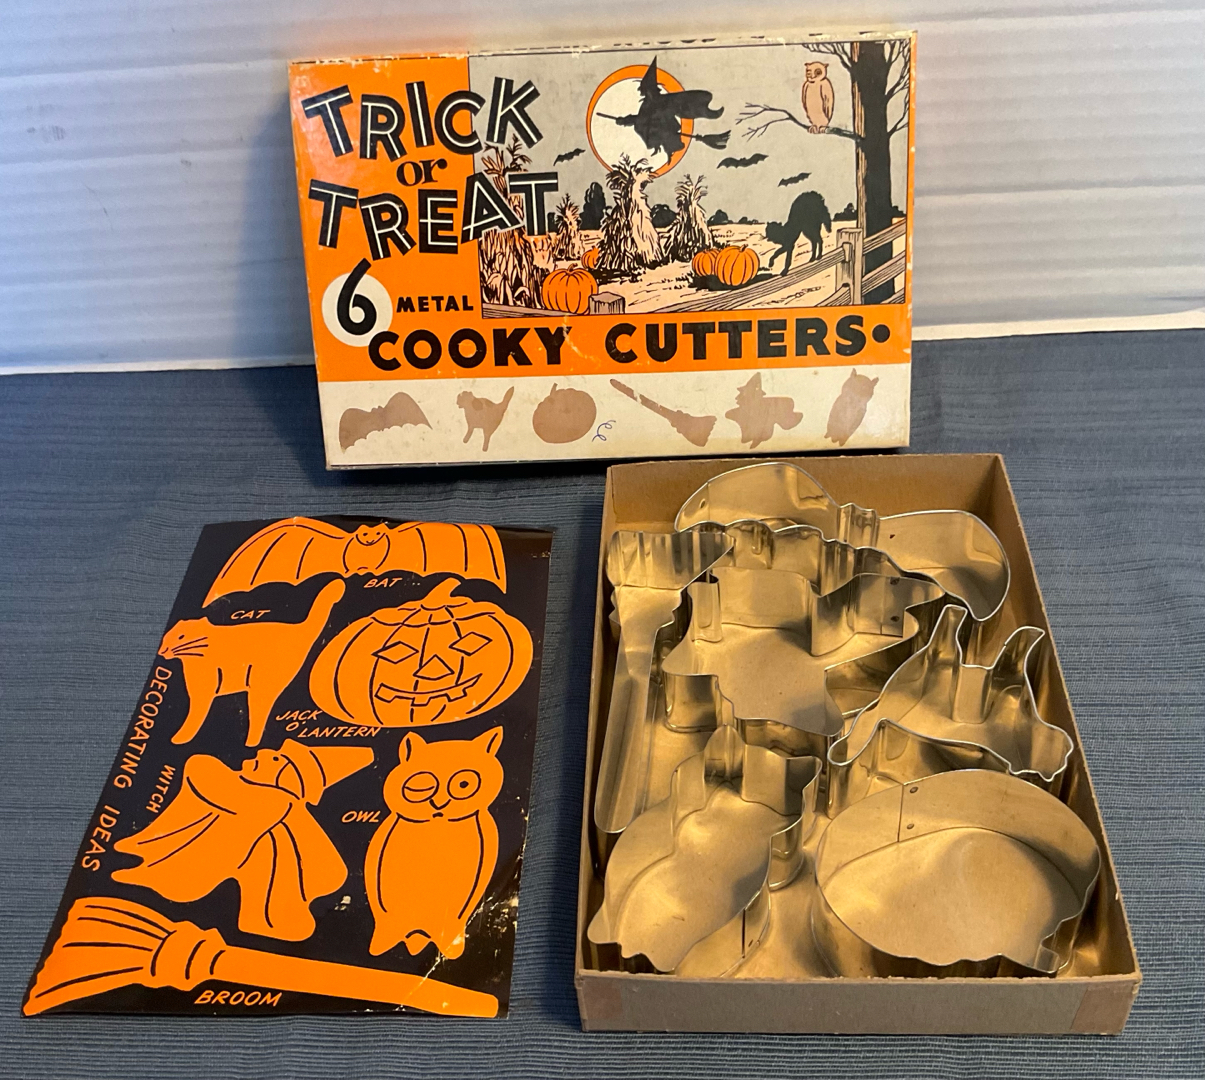 TRICK
or
TREAT
6 METAL
COOKY CUTTERS.
BAT
CAT
DECORATING IDEAS
JACK
O'LANTERN
WITCH
OWL
BROOM